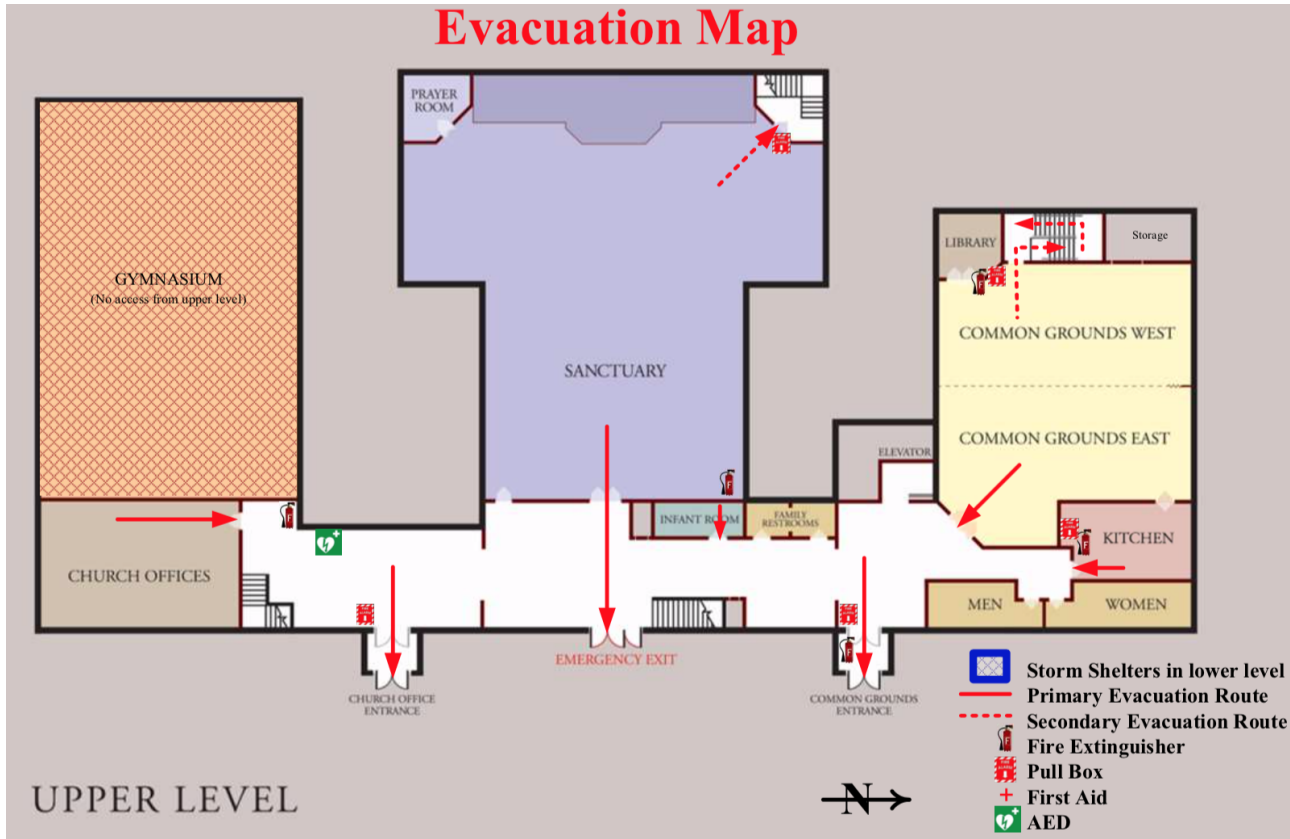 Evacuation Map
PRAYER
ROOM
LIBRARY
Storage
GYMNASIUM
(No access from upper level)
COMMON GROUNDS WEST
SANCTUARY
COMMON GROUNDS EAST
ELEVATOR
INFANT ROOM
FAMILY
RESTROOMS
KITCHEN
CHURCH OFFICES
MEN
WOMEN
EMERGENCY EXIT
CHURCH OFFICE
ENTRANCE
COMMON GROUNDS
ENTRANCE
Storm Shelters in lower level
Primary Evacuation Route
Secondary Evacuation Route
Fire Extinguisher
Pull Box
First Aid
AED
UPPER LEVEL
N